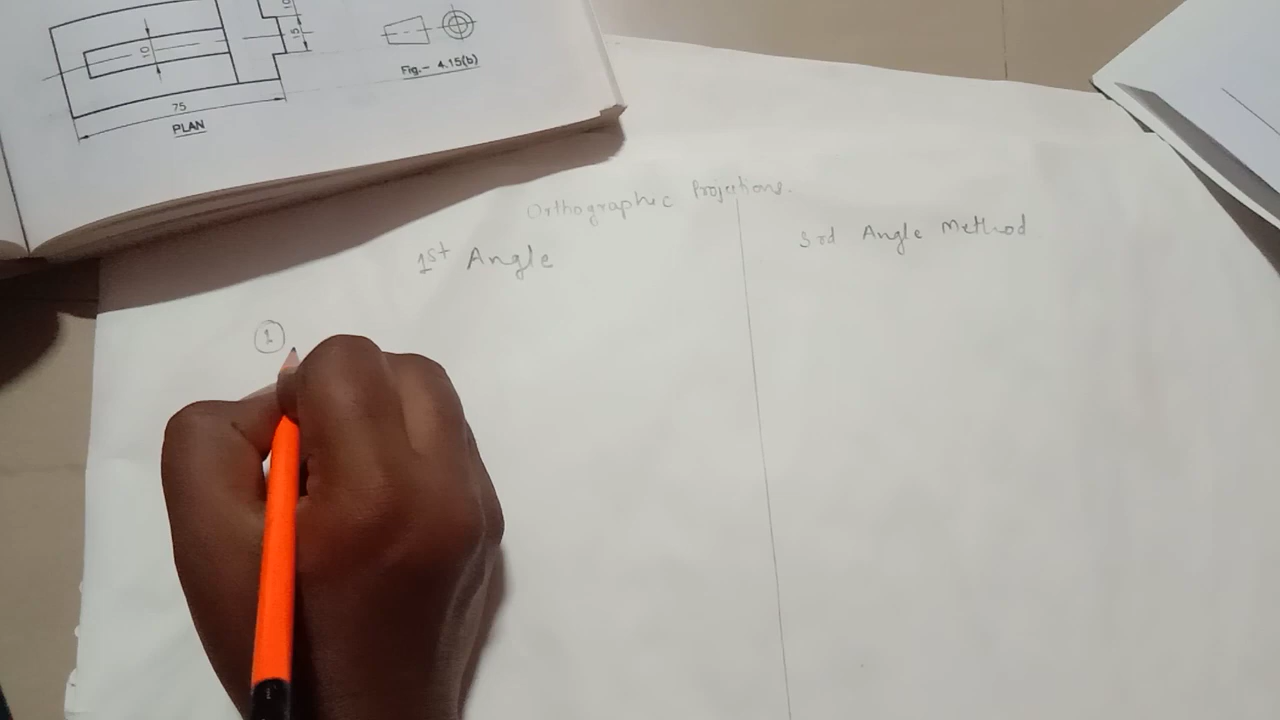 10
15
10
75
PLAN
Fig.- 4.15(b)
Orthographic Projections.
1st Angle
3rd Angle Method
1